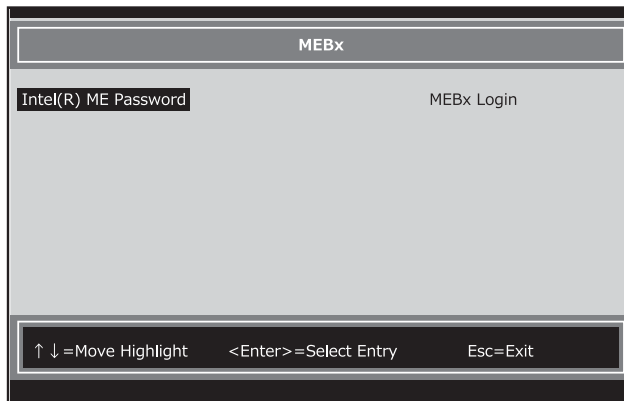 MEBx
Intel(R) ME Password MEBx Login
↑↓=Move Highlight <Enter>=Select Entry Esc=Exit